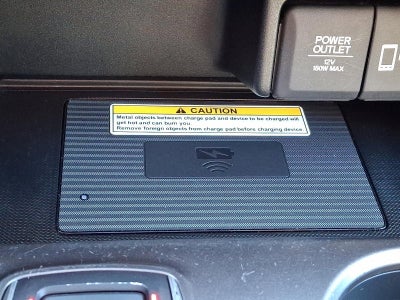 POWER
OUTLET
12V
180W MAX
CAUTION
Metal objects between charge pad and device to be charged will
get hot and can burn you.
Remove foreign objects from charge pad before charging device